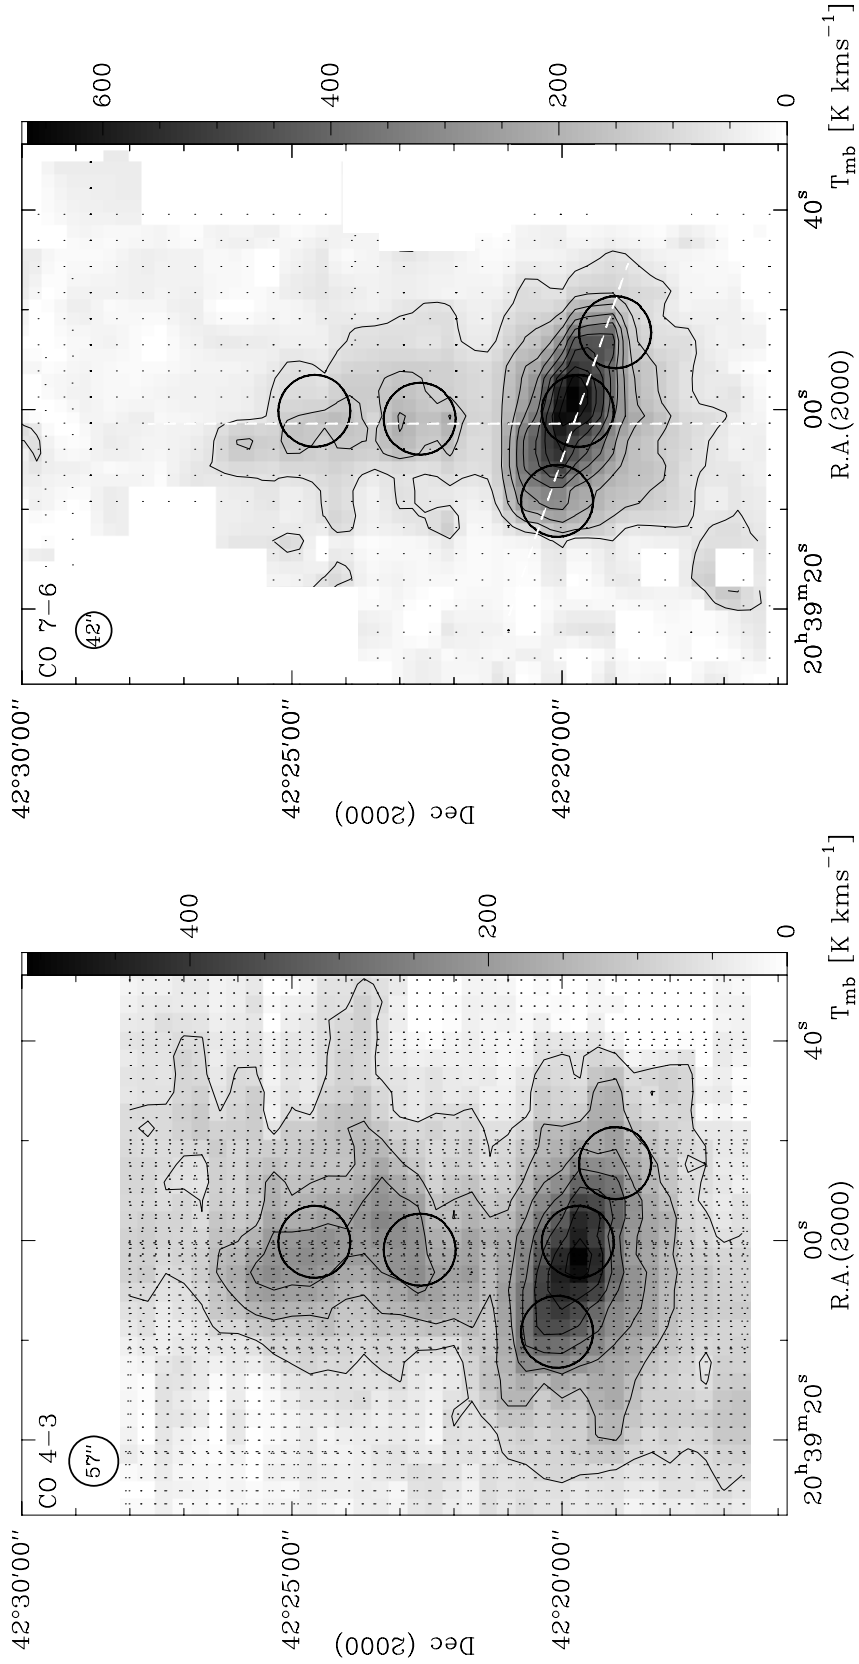 42°30'00"
CO 4−3
57"
400
42°25'00"
Dec (2000)
200
42°20'00"
0
20ʰ39ᵐ20ˢ 00ˢ 40ˢ
R.A.(2000)
T_mb [K kms⁻¹]
42°30'00"
CO 7−6
42"
600
42°25'00"
Dec (2000)
400
200
42°20'00"
0
20ʰ39ᵐ20ˢ 00ˢ 40ˢ
R.A.(2000)
T_mb [K kms⁻¹]